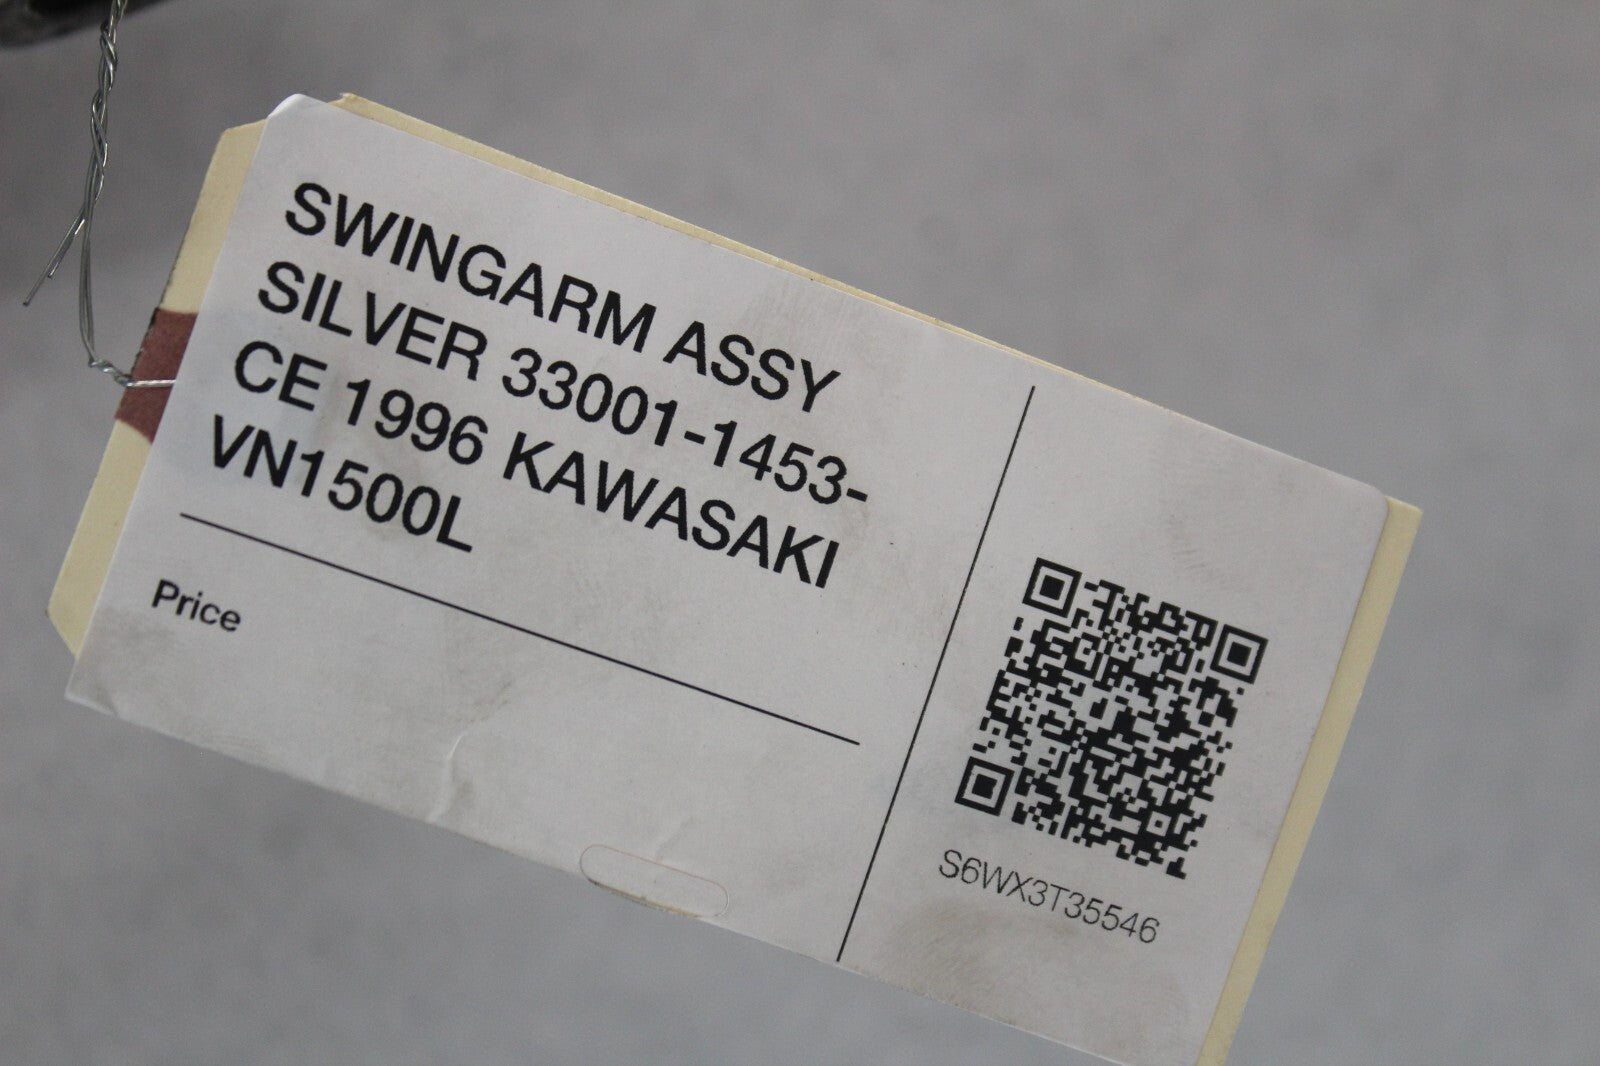 SWINGARM ASSY
SILVER 33001-1453-
CE 1996 KAWASAKI
VN1500L
Price
S6WX3T35546